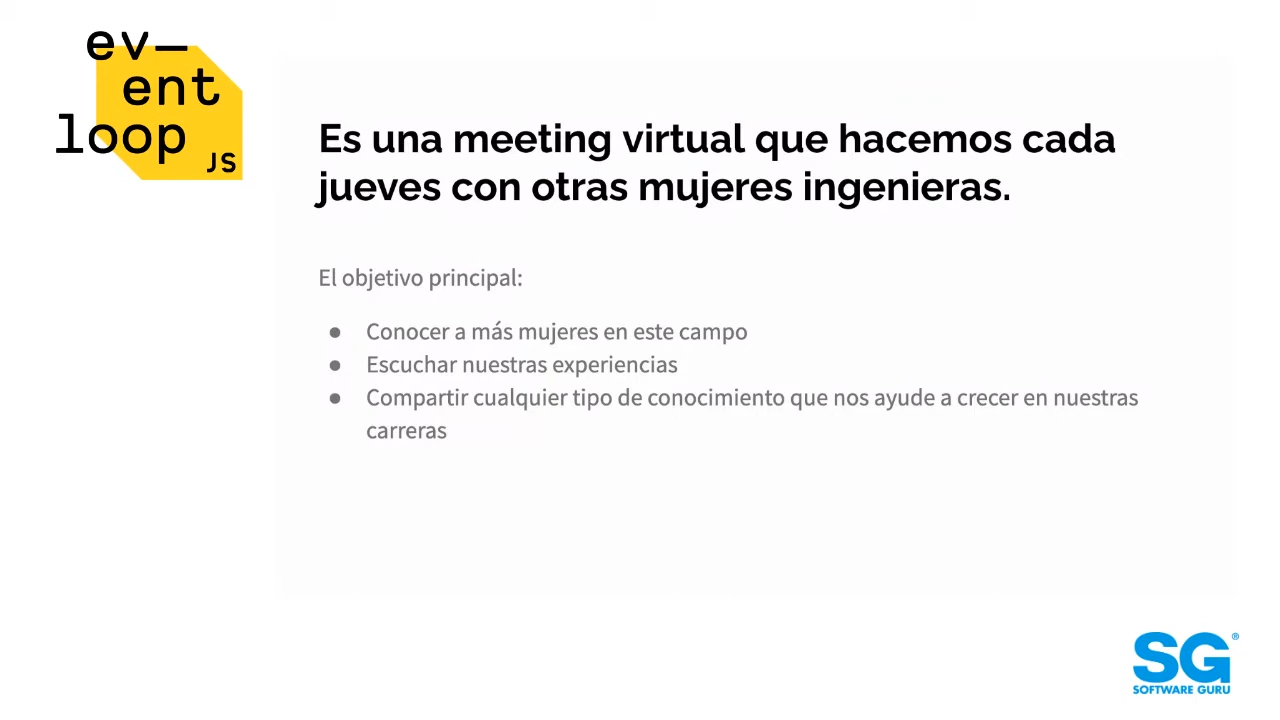 ev—
ent
loop JS
Es una meeting virtual que hacemos cada
jueves con otras mujeres ingenieras.
El objetivo principal:
● Conocer a más mujeres en este campo
● Escuchar nuestras experiencias
● Compartir cualquier tipo de conocimiento que nos ayude a crecer en nuestras
carreras
SG®
SOFTWARE GURU